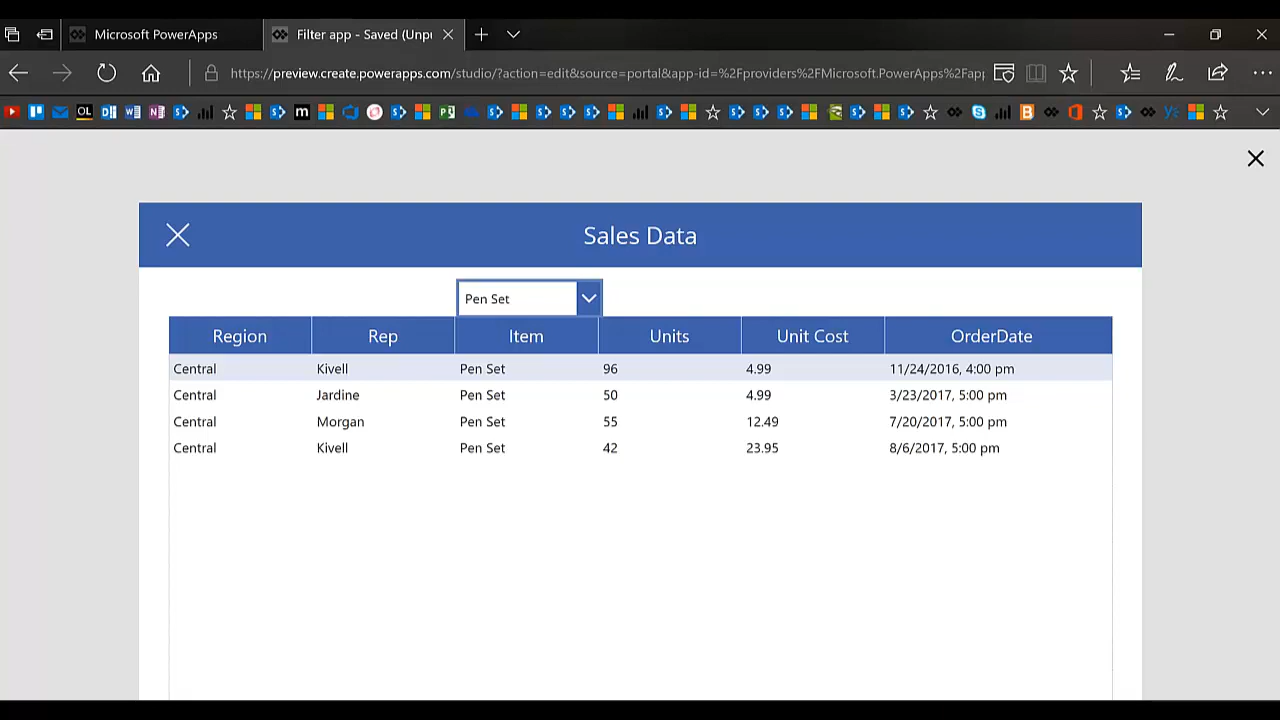 Microsoft PowerApps
Filter app - Saved (Unpu
https://preview.create.powerapps.com/studio/?action=edit&source=portal&app-id=%2Fproviders%2FMicrosoft.PowerApps%2Fapp
OL
m
B
Sales Data
Pen Set
Region Rep Item Units Unit Cost OrderDate
Central Kivell Pen Set 96 4.99 11/24/2016, 4:00 pm
Central Jardine Pen Set 50 4.99 3/23/2017, 5:00 pm
Central Morgan Pen Set 55 12.49 7/20/2017, 5:00 pm
Central Kivell Pen Set 42 23.95 8/6/2017, 5:00 pm